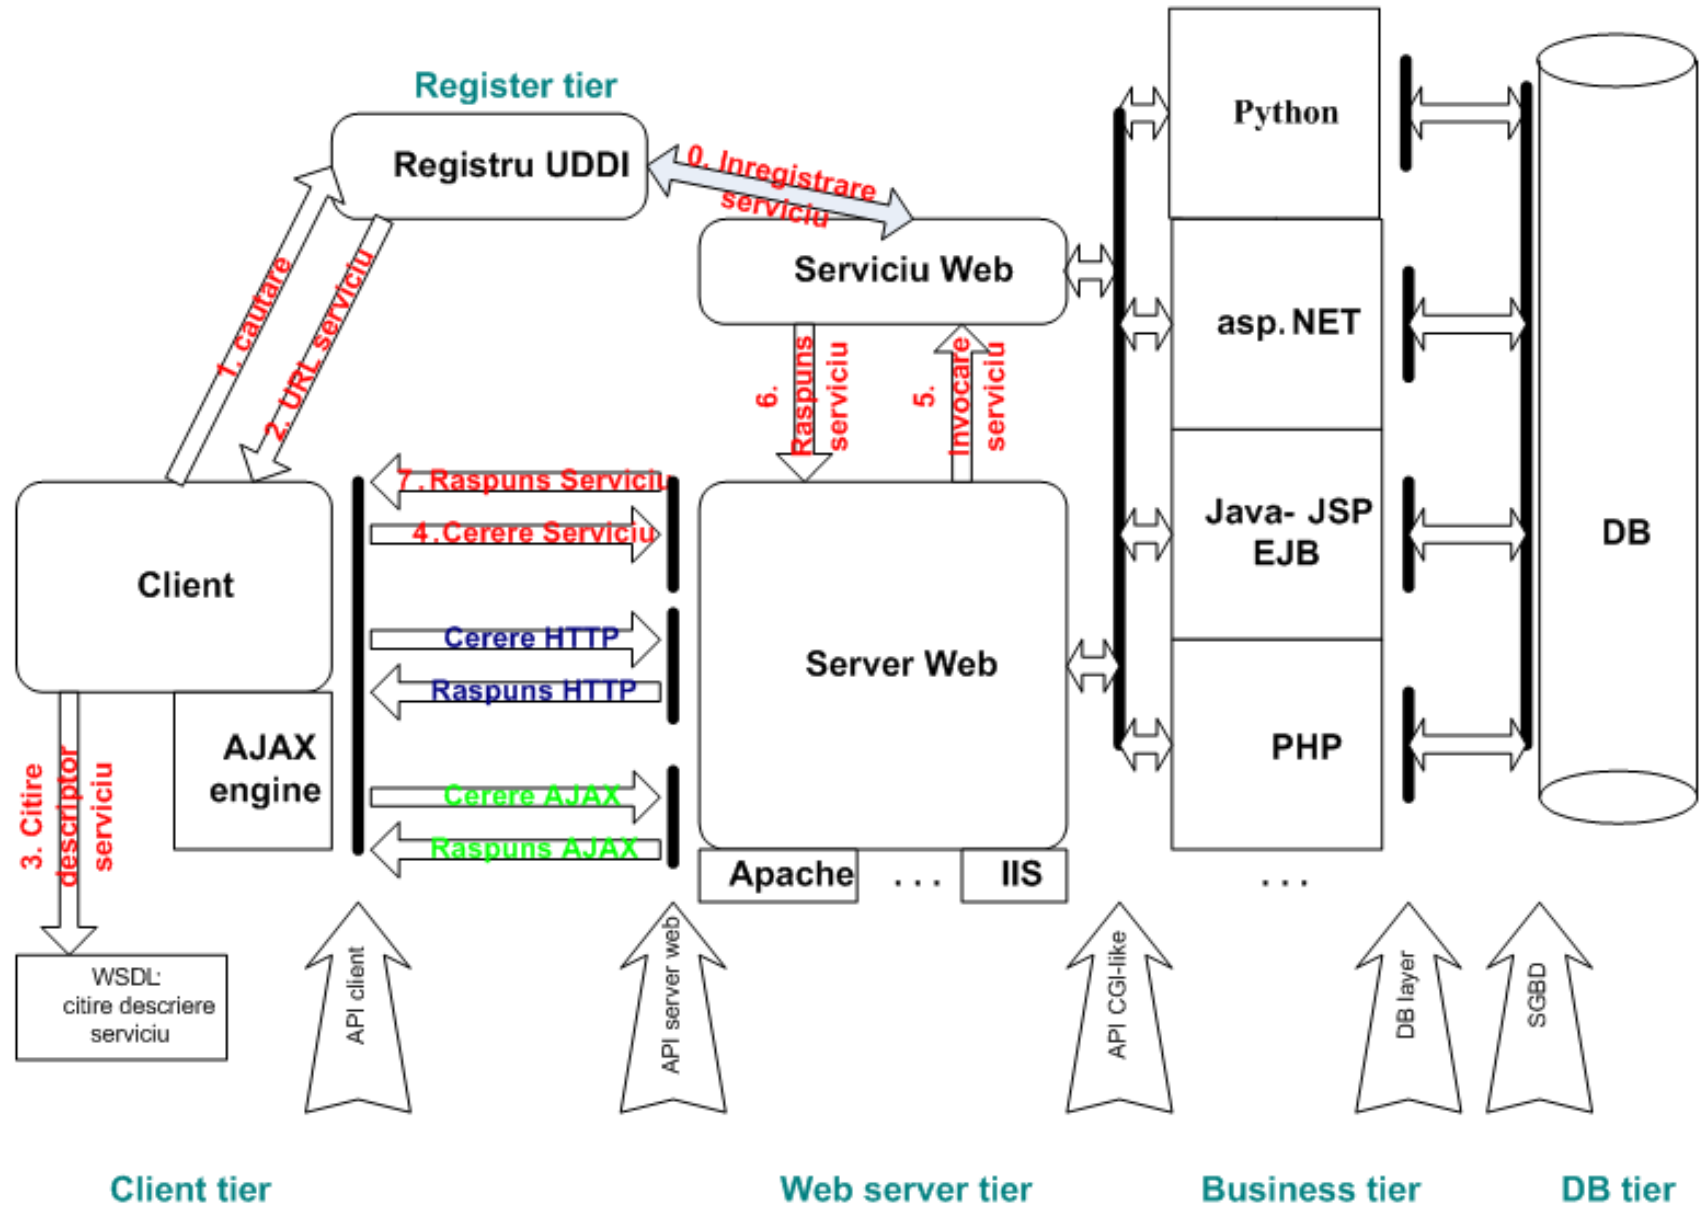 Register tier
Registru UDDI
0. Inregistrare
serviciu
1. cautare
2. URL serviciu
Serviciu Web
6.
Raspuns
serviciu
5.
Invocare
serviciu
7. Raspuns Serviciu
4.Cerere Serviciu
Cerere HTTP
Raspuns HTTP
Cerere AJAX
Raspuns AJAX
Client
AJAX
engine
3. Citire
descriptor
serviciu
WSDL:
citire descriere
serviciu
Server Web
Apache
. . .
IIS
Python
asp.NET
Java- JSP
EJB
PHP
. . .
DB
API client
API server web
API CGI-like
DB layer
SGBD
Client tier
Web server tier
Business tier
DB tier